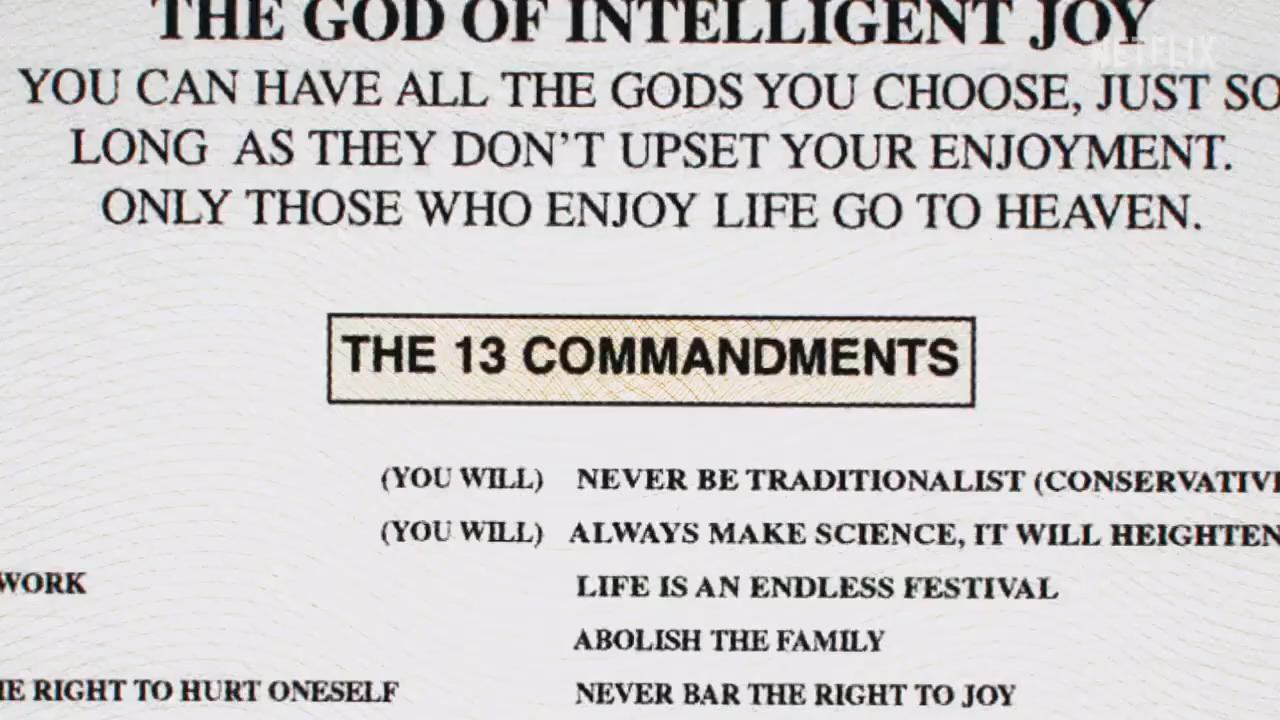 THE GOD OF INTELLIGENT JOY
NETFLIX
YOU CAN HAVE ALL THE GODS YOU CHOOSE, JUST SO
LONG AS THEY DON'T UPSET YOUR ENJOYMENT.
ONLY THOSE WHO ENJOY LIFE GO TO HEAVEN.
THE 13 COMMANDMENTS
(YOU WILL) NEVER BE TRADITIONALIST (CONSERVATIV
(YOU WILL) ALWAYS MAKE SCIENCE, IT WILL HEIGHTEN
WORK LIFE IS AN ENDLESS FESTIVAL
ABOLISH THE FAMILY
RIGHT TO HURT ONESELF NEVER BAR THE RIGHT TO JOY